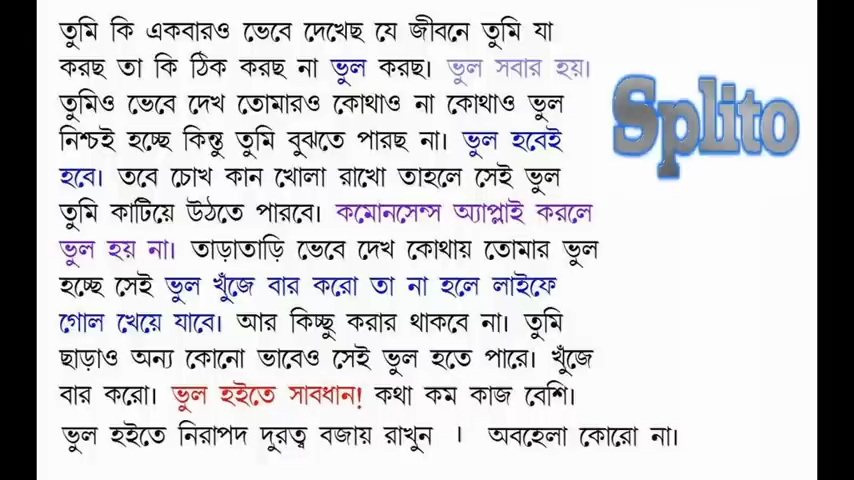 তুমি কি একবারও ভেবে দেখেছ যে জীবনে তুমি যা
করছ তা কি ঠিক করছ না ভুল করছ। ভুল সবার হয়।
তুমিও ভেবে দেখ তোমারও কোথাও না কোথাও ভুল
নিশ্চই হচ্ছে কিন্তু তুমি বুঝতে পারছ না। ভুল হবেই
হবে। তবে চোখ কান খোলা রাখো তাহলে সেই ভুল
তুমি কাটিয়ে উঠতে পারবে। কমোনসেন্স অ্যাপ্লাই করলে
ভুল হয় না। তাড়াতাড়ি ভেবে দেখ কোথায় তোমার ভুল
হচ্ছে সেই ভুল খুঁজে বার করো তা না হলে লাইফে
গোল খেয়ে যাবে। আর কিচ্ছু করার থাকবে না। তুমি
ছাড়াও অন্য কোনো ভাবেও সেই ভুল হতে পারে। খুঁজে
বার করো। ভুল হইতে সাবধান! কথা কম কাজ বেশি।
ভুল হইতে নিরাপদ দুরত্ব বজায় রাখুন । অবহেলা কোরো না।
Splito